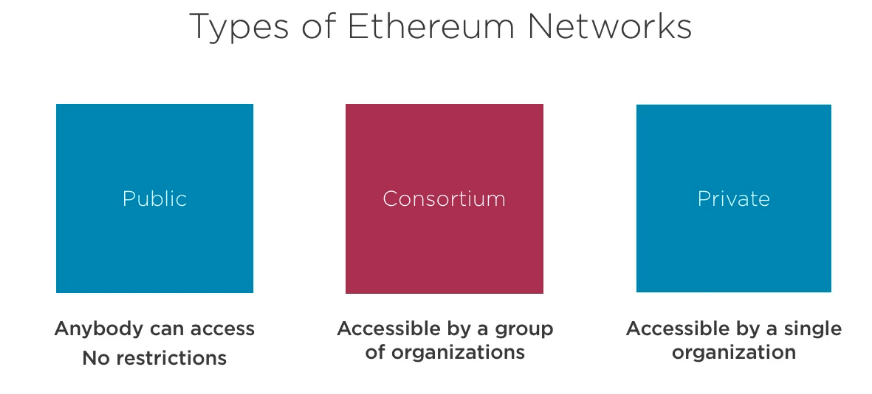 Types of Ethereum Networks
Public
Consortium
Private
Anybody can access
No restrictions
Accessible by a group
of organizations
Accessible by a single
organization